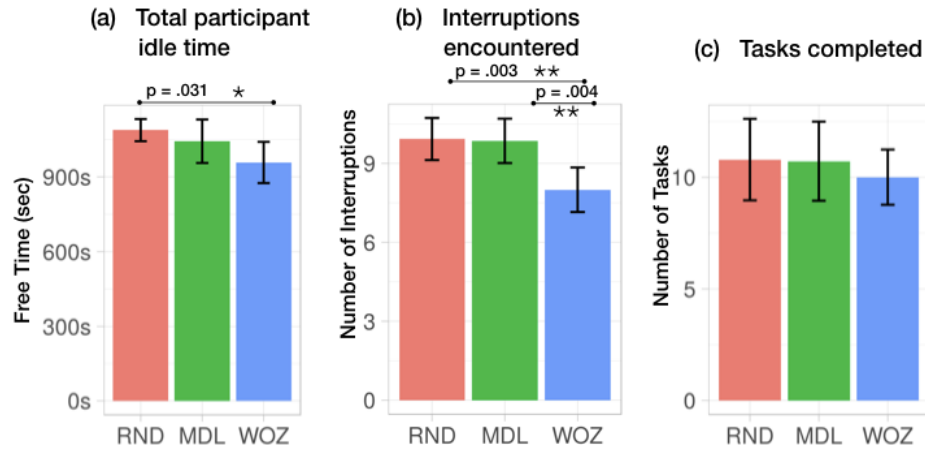 (a) Total participant
idle time
p = .031 *
Free Time (sec)
900s
600s
300s
0s
RND MDL WOZ
(b) Interruptions
encountered
p = .003 **
p = .004
**
Number of Interruptions
9
6
3
0
RND MDL WOZ
(c) Tasks completed
Number of Tasks
10
5
0
RND MDL WOZ